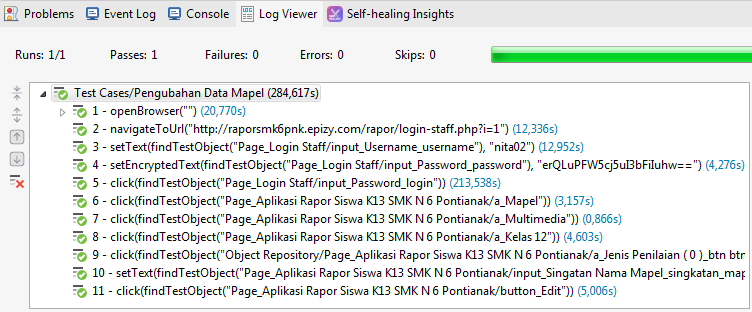 Problems Event Log Console Log Viewer Self-healing Insights
Runs: 1/1 Passes: 1 Failures: 0 Errors: 0 Skips: 0
Test Cases/Pengubahan Data Mapel (284,617s)
1 - openBrowser("") (20,770s)
2 - navigateToUrl("http://raporsmk6pnk.epizy.com/rapor/login-staff.php?i=1") (12,336s)
3 - setText(findTestObject("Page_Login Staff/input_Username_username"), "nita02") (12,952s)
4 - setEncryptedText(findTestObject("Page_Login Staff/input_Password_password"), "erQLuPFW5cj5uI3bFiIuhw==") (4,276s)
5 - click(findTestObject("Page_Login Staff/input_Password_login")) (213,538s)
6 - click(findTestObject("Page_Aplikasi Rapor Siswa K13 SMK N 6 Pontianak/a_Mapel")) (3,157s)
7 - click(findTestObject("Page_Aplikasi Rapor Siswa K13 SMK N 6 Pontianak/a_Multimedia")) (0,866s)
8 - click(findTestObject("Page_Aplikasi Rapor Siswa K13 SMK N 6 Pontianak/a_Kelas 12")) (4,603s)
9 - click(findTestObject("Object Repository/Page_Aplikasi Rapor Siswa K13 SMK N 6 Pontianak/a_Jenis Penilaian ( 0 )_btn btn
10 - setText(findTestObject("Page_Aplikasi Rapor Siswa K13 SMK N 6 Pontianak/input_Singatan Nama Mapel_singkatan_map
11 - click(findTestObject("Page_Aplikasi Rapor Siswa K13 SMK N 6 Pontianak/button_Edit")) (5,006s)